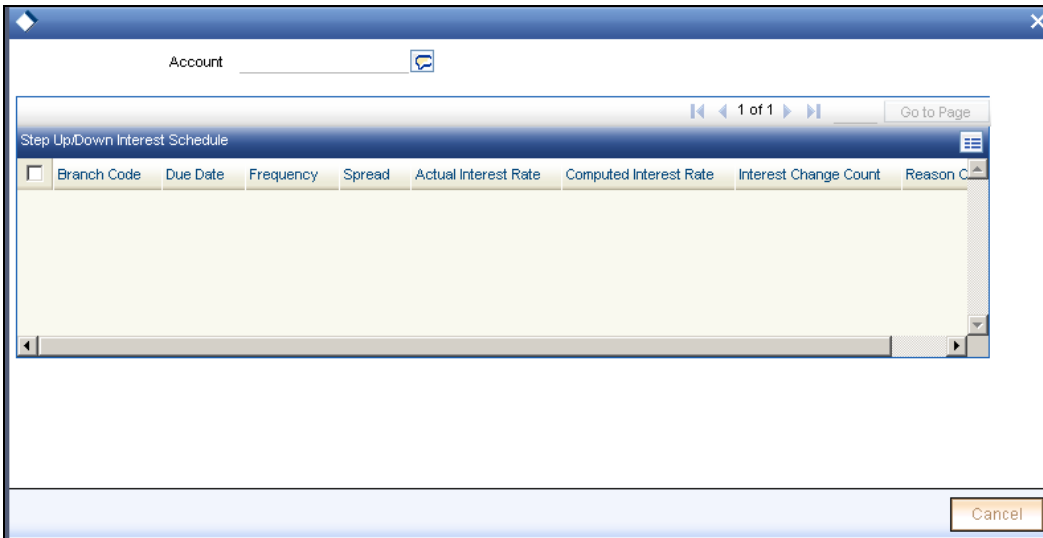 Account
1 of 1 Go to Page
Step Up/Down Interest Schedule
Branch Code Due Date Frequency Spread Actual Interest Rate Computed Interest Rate Interest Change Count Reason C
Cancel